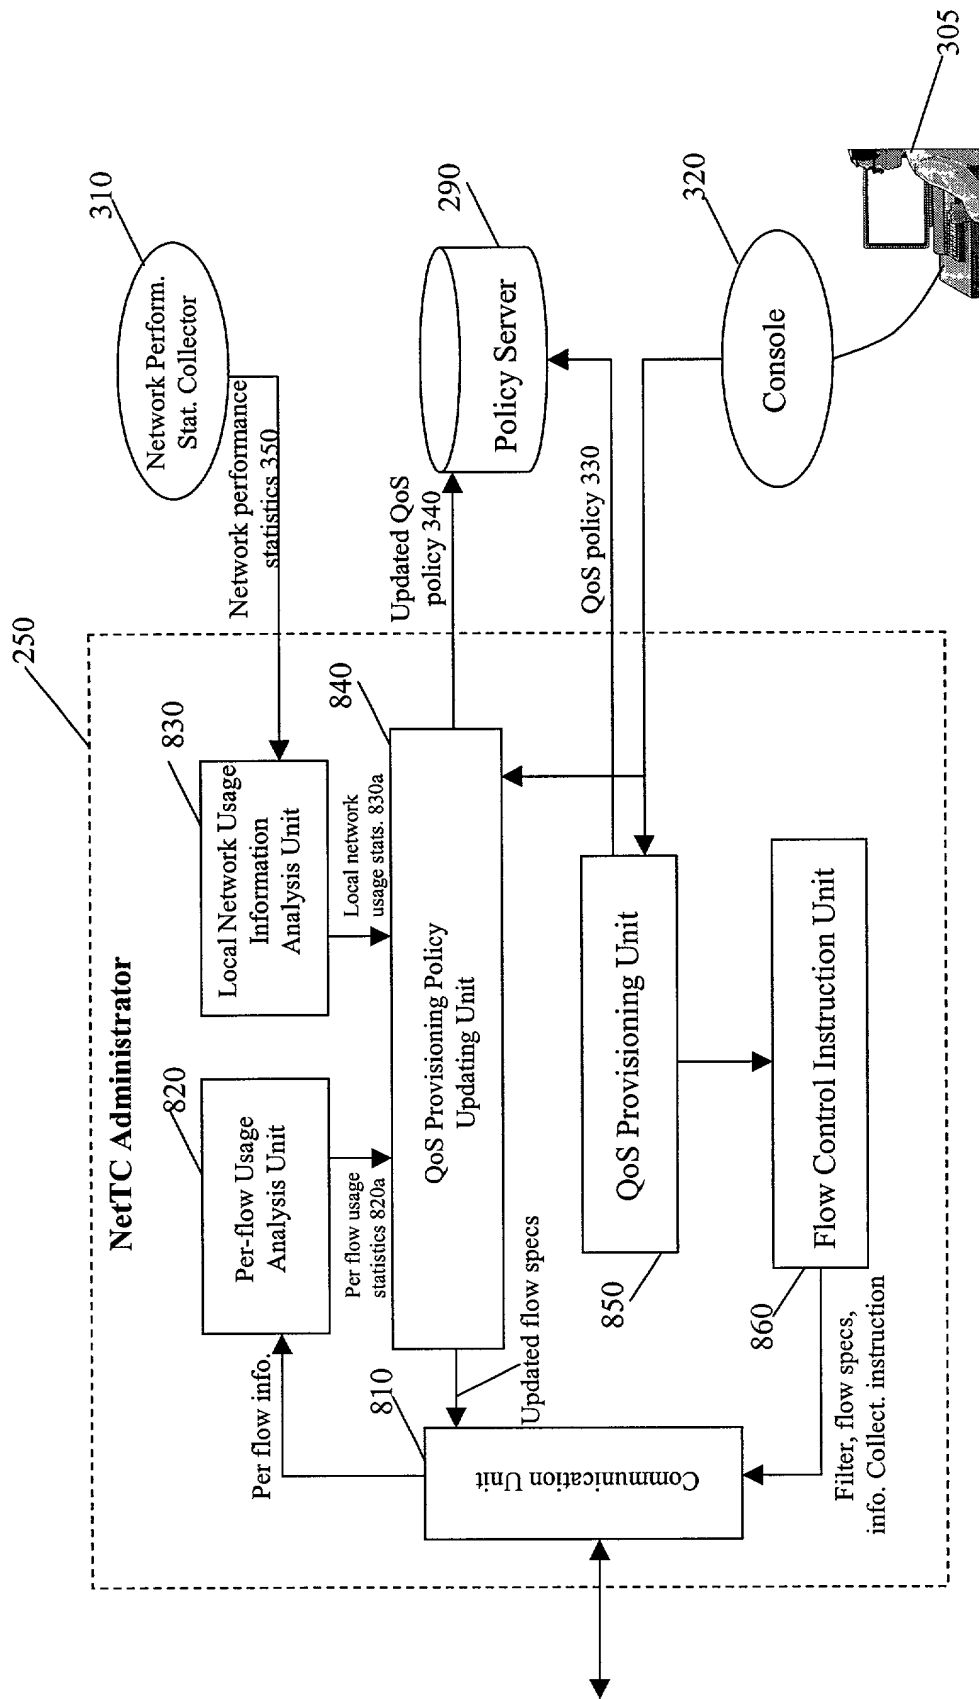 250
NetTC Administrator
820
Per-flow Usage
Analysis Unit
830
Local Network Usage
Information
Analysis Unit
310
Network Perform.
Stat. Collector
Network performance
statistics 350
Per flow info.
Per flow usage
statistics 820a
Local network
usage stats. 830a
840
QoS Provisioning Policy
Updating Unit
Updated QoS
policy 340
290
Policy Server
810
Communication Unit
Updated flow specs
850
QoS Provisioning Unit
QoS policy 330
320
Console
305
860
Flow Control Instruction Unit
Filter, flow specs,
info. Collect. instruction